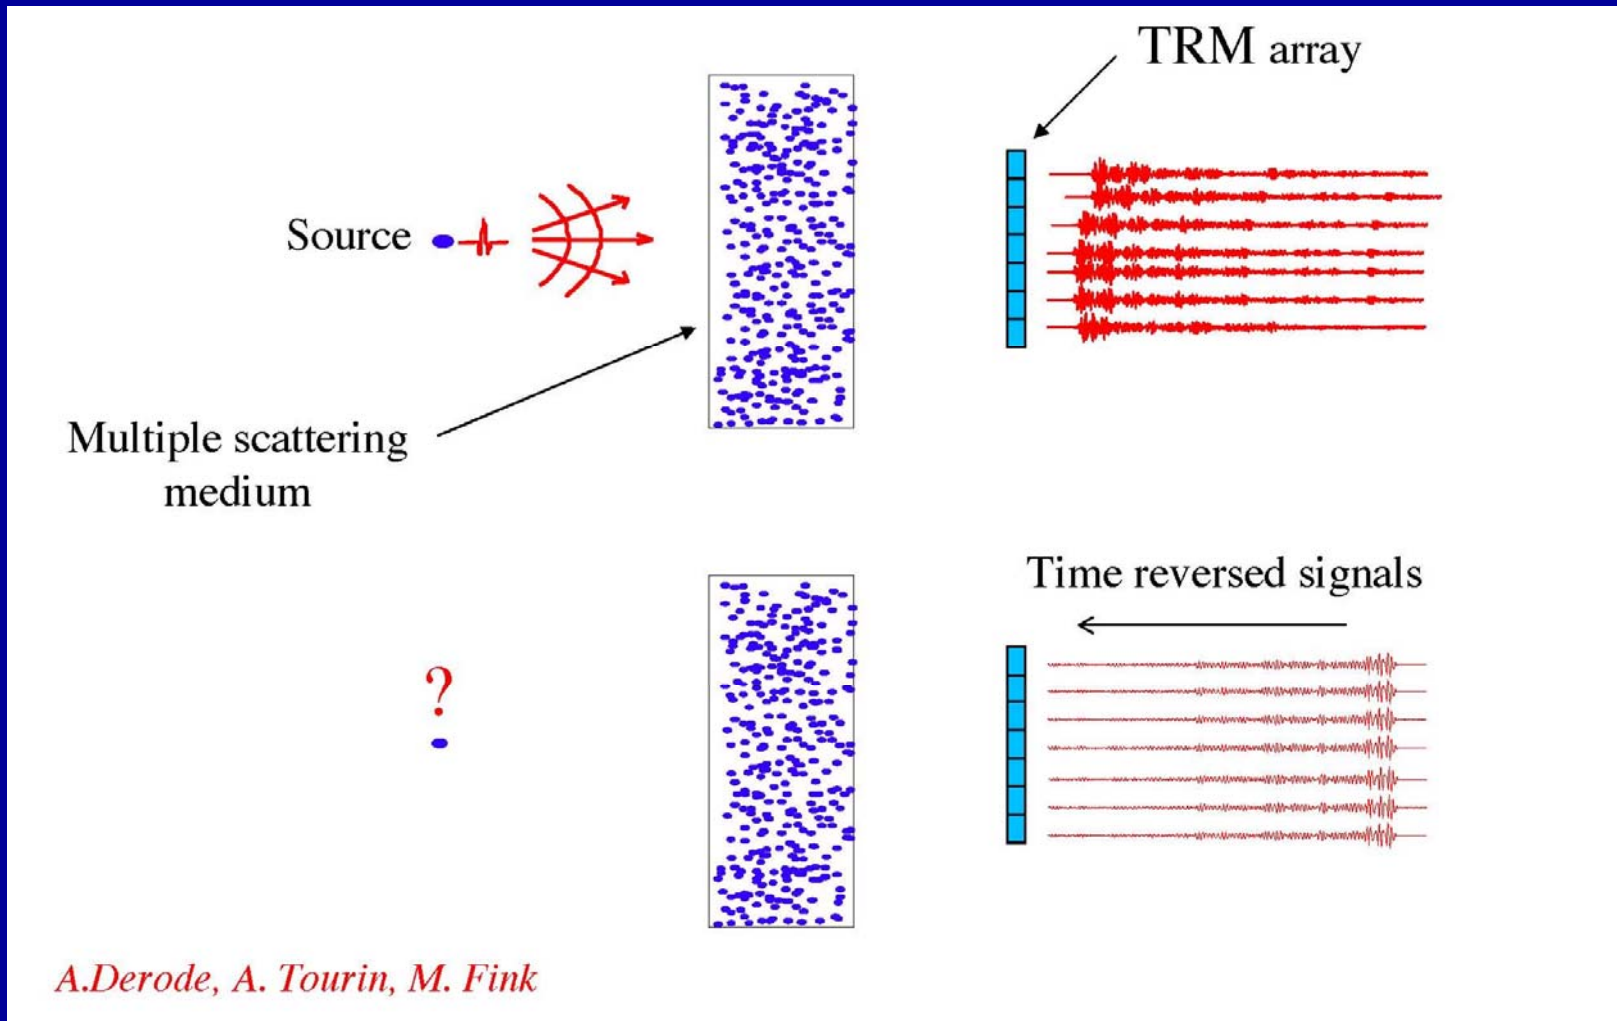 TRM array
Source
Multiple scattering
medium
Time reversed signals
?
A.Derode, A. Tourin, M. Fink